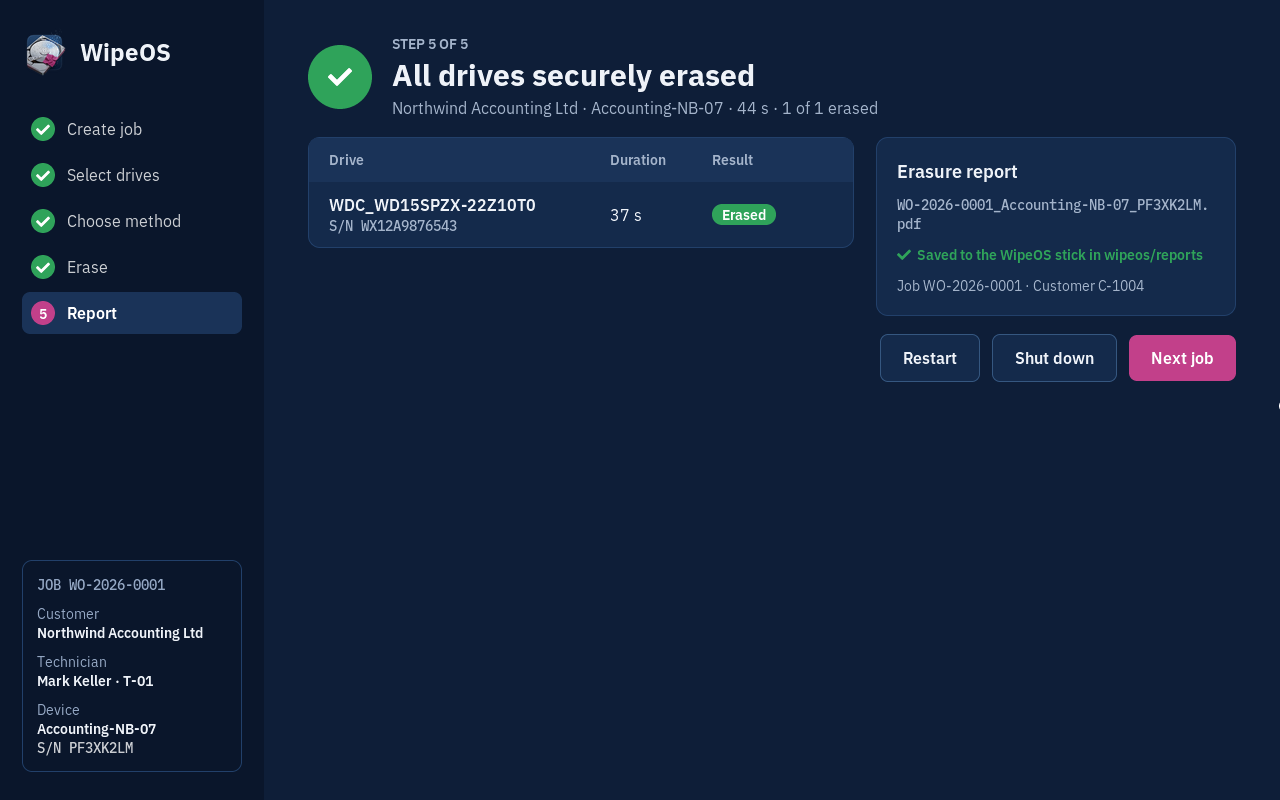 WipeOS
Create job
Select drives
Choose method
Erase
5 Report
JOB WO-2026-0001
Customer
Northwind Accounting Ltd
Technician
Mark Keller · T-01
Device
Accounting-NB-07
S/N PF3XK2LM
STEP 5 OF 5
All drives securely erased
Northwind Accounting Ltd · Accounting-NB-07 · 44 s · 1 of 1 erased
Drive Duration Result
WDC_WD15SPZX-22Z10T0
S/N WX12A9876543
37 s
Erased
Erasure report
WO-2026-0001_Accounting-NB-07_PF3XK2LM.
pdf
Saved to the WipeOS stick in wipeos/reports
Job WO-2026-0001 · Customer C-1004
Restart Shut down Next job